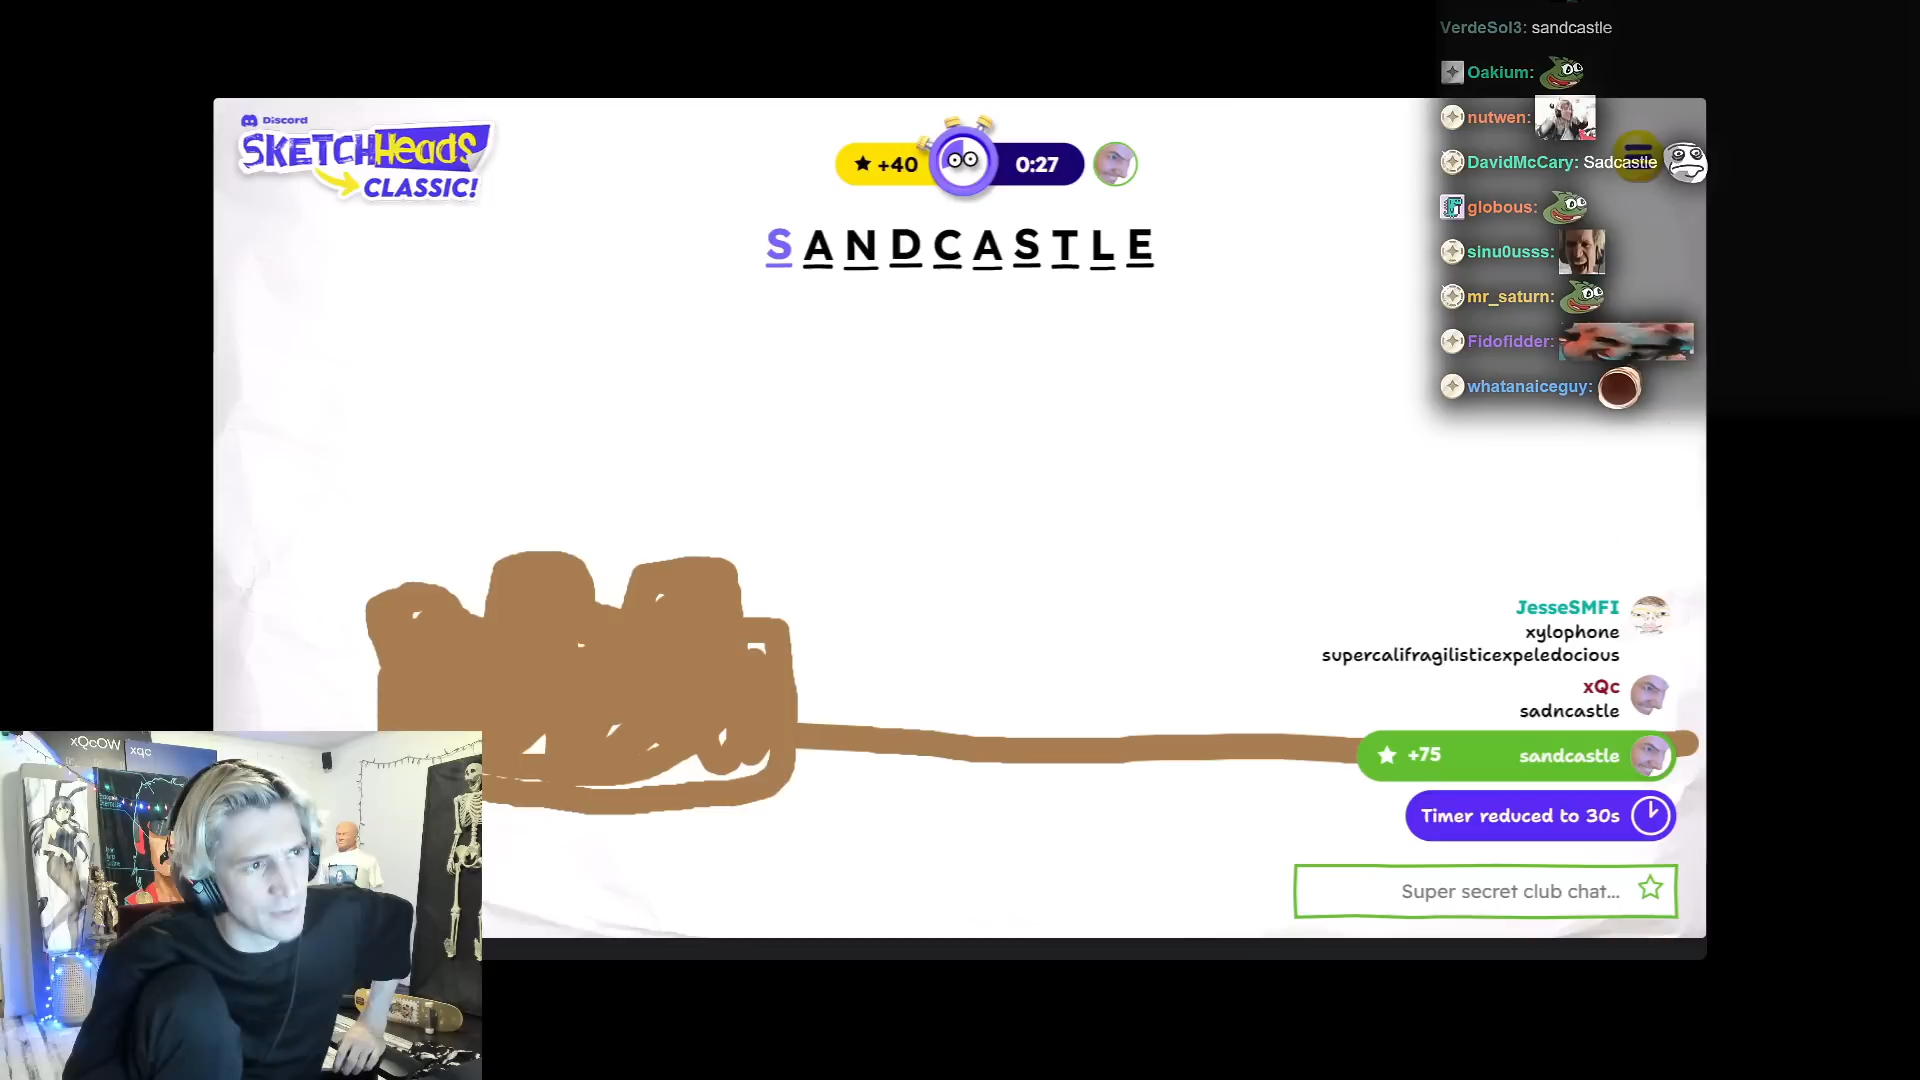 VerdeSol3: sandcastle
Oakium:
nutwen:
DavidMcCary: Sadcastle
globous:
sinu0usss:
mr_saturn:
Fidofidder:
whatanaiceguy:
Discord
SKETCHHeadS
CLASSIC!
+40
0:27
SANDCASTLE
JesseSMFI
xylophone
supercalifragilisticexpeledocious
xQc
sadncastle
+75 sandcastle
Timer reduced to 30s
Super secret club chat...
xQcOW
xqc